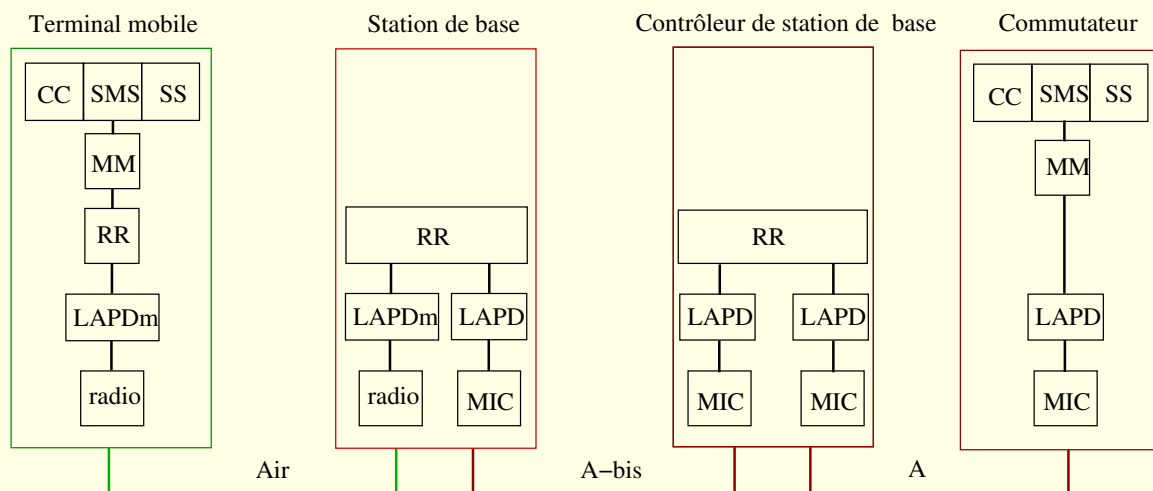 Terminal mobile
Station de base
Contrôleur de station de base
Commutateur
CC SMS SS
CC SMS SS
MM
MM
RR
RR
RR
LAPDm
LAPDm
LAPD
LAPD
LAPD
LAPD
radio
radio
MIC
MIC
MIC
MIC
Air
A−bis
A